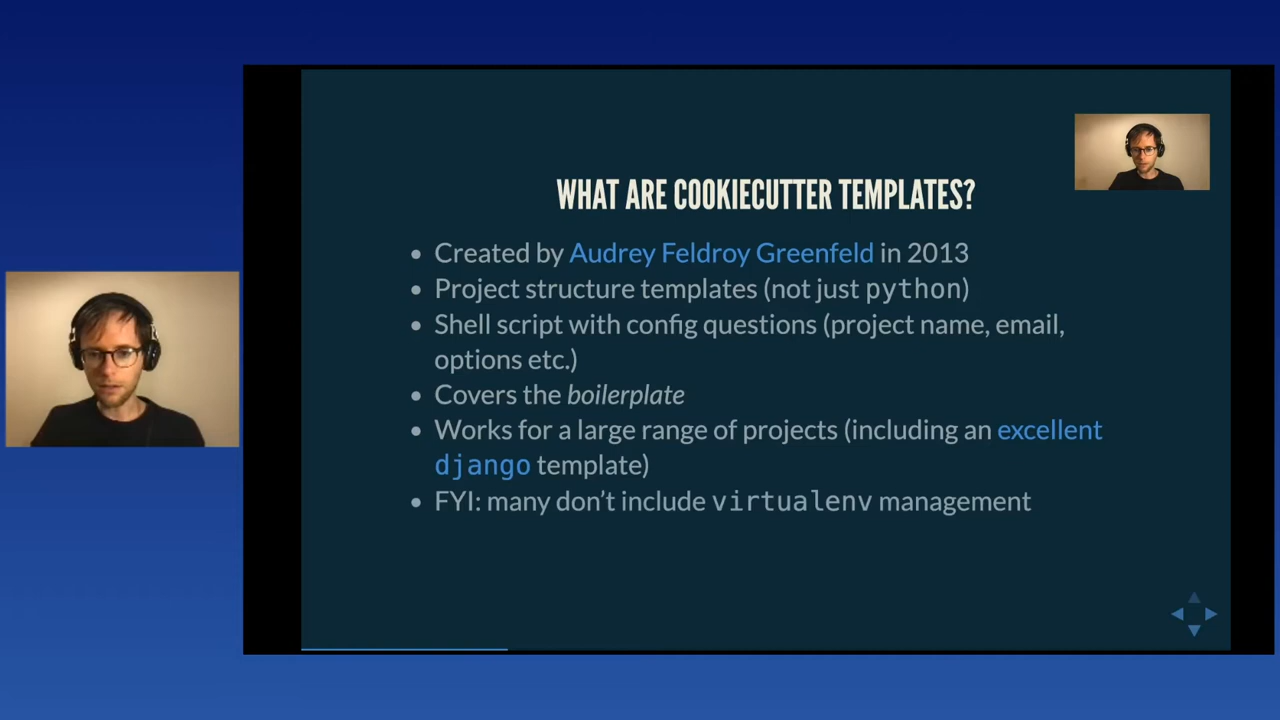 WHAT ARE COOKIECUTTER TEMPLATES?
• Created by Audrey Feldroy Greenfeld in 2013
• Project structure templates (not just python)
• Shell script with config questions (project name, email,
options etc.)
• Covers the boilerplate
• Works for a large range of projects (including an excellent
django template)
• FYI: many don’t include virtualenv management